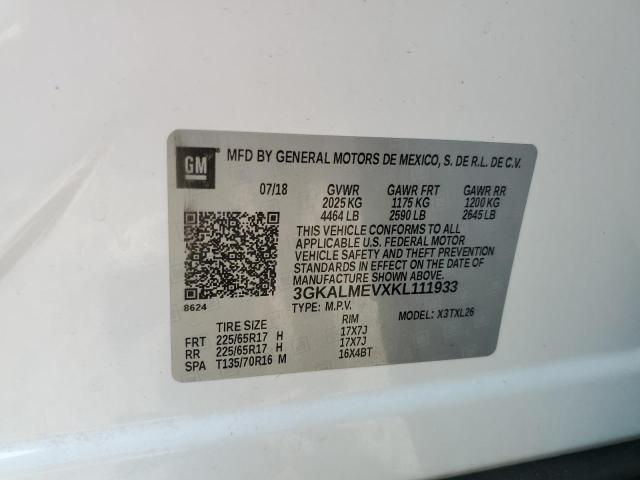 GM MFD BY GENERAL MOTORS DE MEXICO, S. DE R.L. DE C.V.
07/18 GVWR GAWR FRT GAWR RR
2025 KG 1175 KG 1200 KG
4464 LB 2590 LB 2645 LB
THIS VEHICLE CONFORMS TO ALL
APPLICABLE U.S. FEDERAL MOTOR
VEHICLE SAFETY AND THEFT PREVENTION
STANDARDS IN EFFECT ON THE DATE OF
MANUFACTURE SHOWN ABOVE.
3GKALMEVXKL111933
8624 TYPE: M.P.V. MODEL: X3TXL26
TIRE SIZE RIM
FRT 225/65R17 H 17X7J
RR 225/65R17 H 17X7J
SPA T135/70R16 M 16X4BT